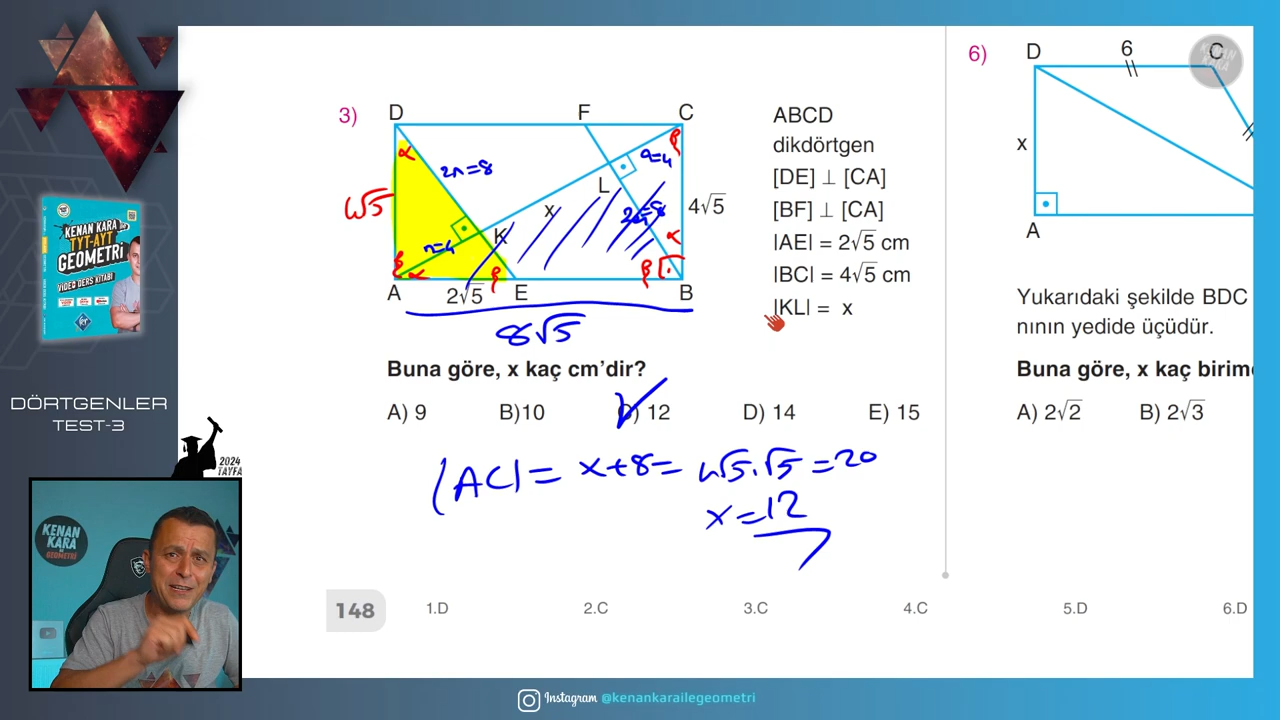 3)
D
F
C
α
β
2n=8
a=4
4√5
L
4√5
x
2a=8
K
n=4
α
β
α
β
β
A
2√5
E
B
8√5
ABCD
dikdörtgen
[DE] ⊥ [CA]
[BF] ⊥ [CA]
|AE| = 2√5 cm
|BC| = 4√5 cm
|KL| = x
Buna göre, x kaç cm’dir?
A) 9 B)10 C) 12 D) 14 E) 15
|AC| = x+8 = 4√5.√5 = 20
x = 12
6)
D
6
C
x
A
Yukarıdaki şekilde BDC
nının yedide üçüdür.
Buna göre, x kaç birim
A) 2√2 B) 2√3
148 1.D 2.C 3.C 4.C 5.D 6.D
KENAN KARA
TYT-AYT
GEOMETRİ
VİDEO DERS KİTABI
DÖRTGENLER
TEST-3
2024
TAYFA
KENAN
KARA
GEOMETRİ
Instagram @kenankarailegeometri